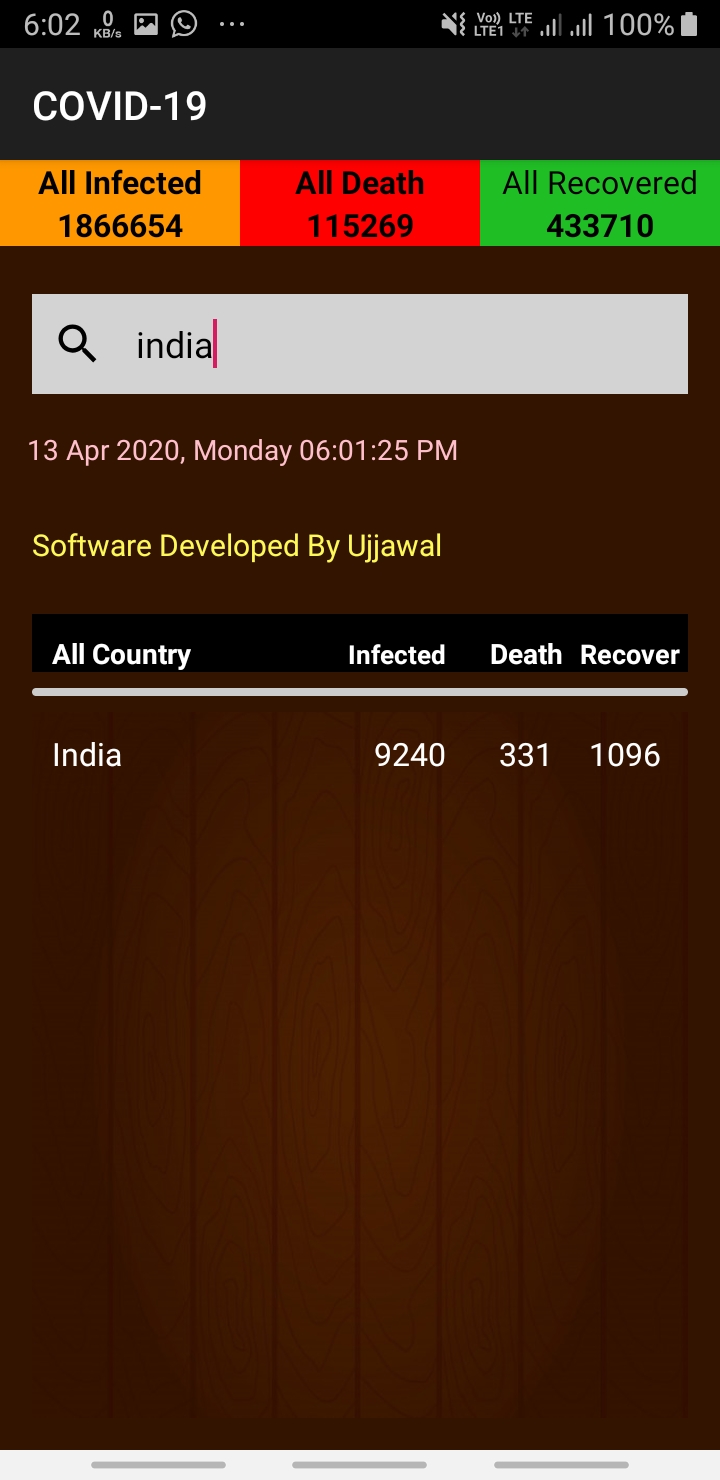 6:02 0 KB/s ... Vo)) LTE1 LTE 100%
COVID-19
All Infected All Death All Recovered
1866654 115269 433710
india
13 Apr 2020, Monday 06:01:25 PM
Software Developed By Ujjawal
All Country Infected Death Recover
India 9240 331 1096